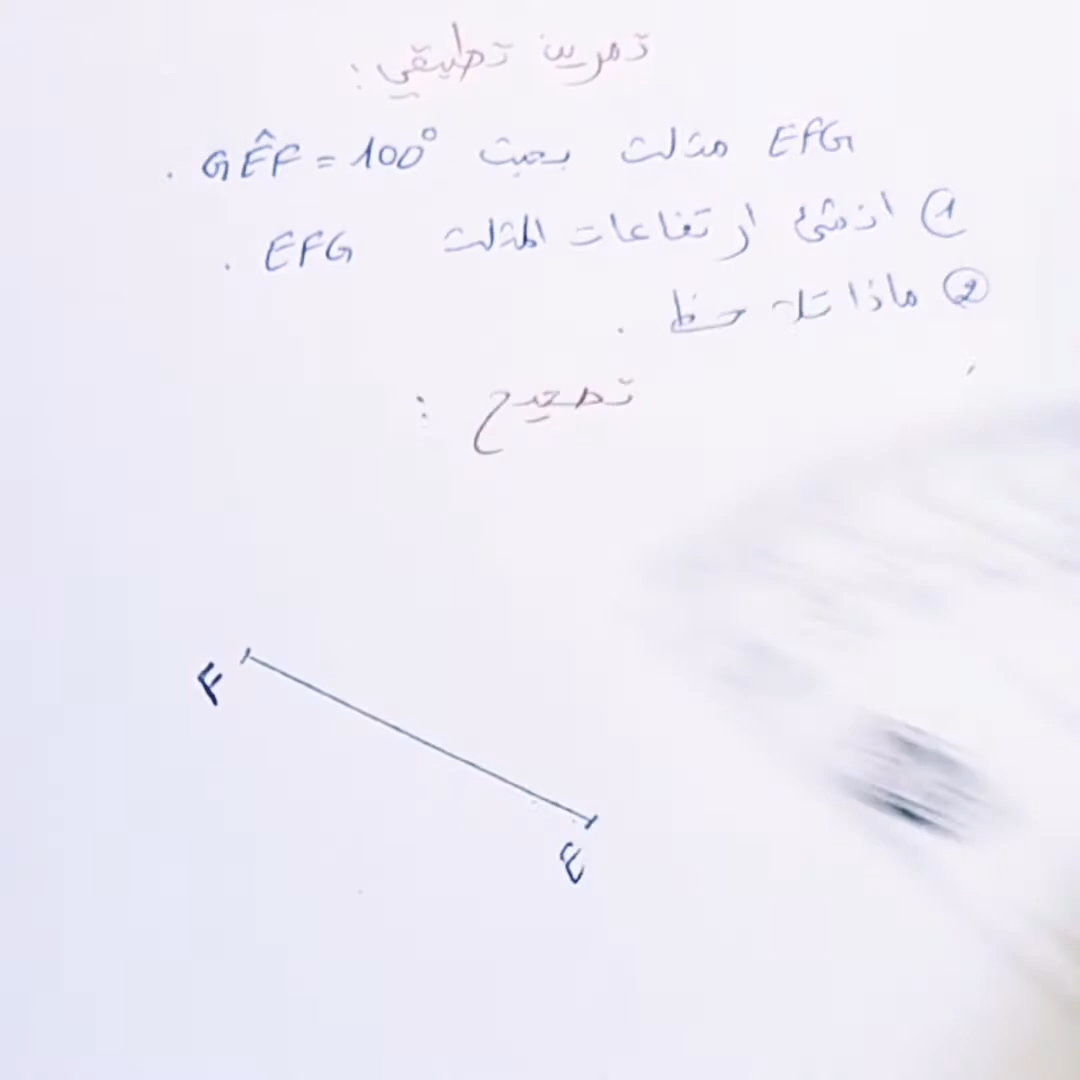 تمرين تطبيقي :
EFG مثلث بحيث GÊF = 100° .
① انشئ ارتفاعات المثلث EFG .
② ماذا تلاحظ .
تصحيح :
F
E